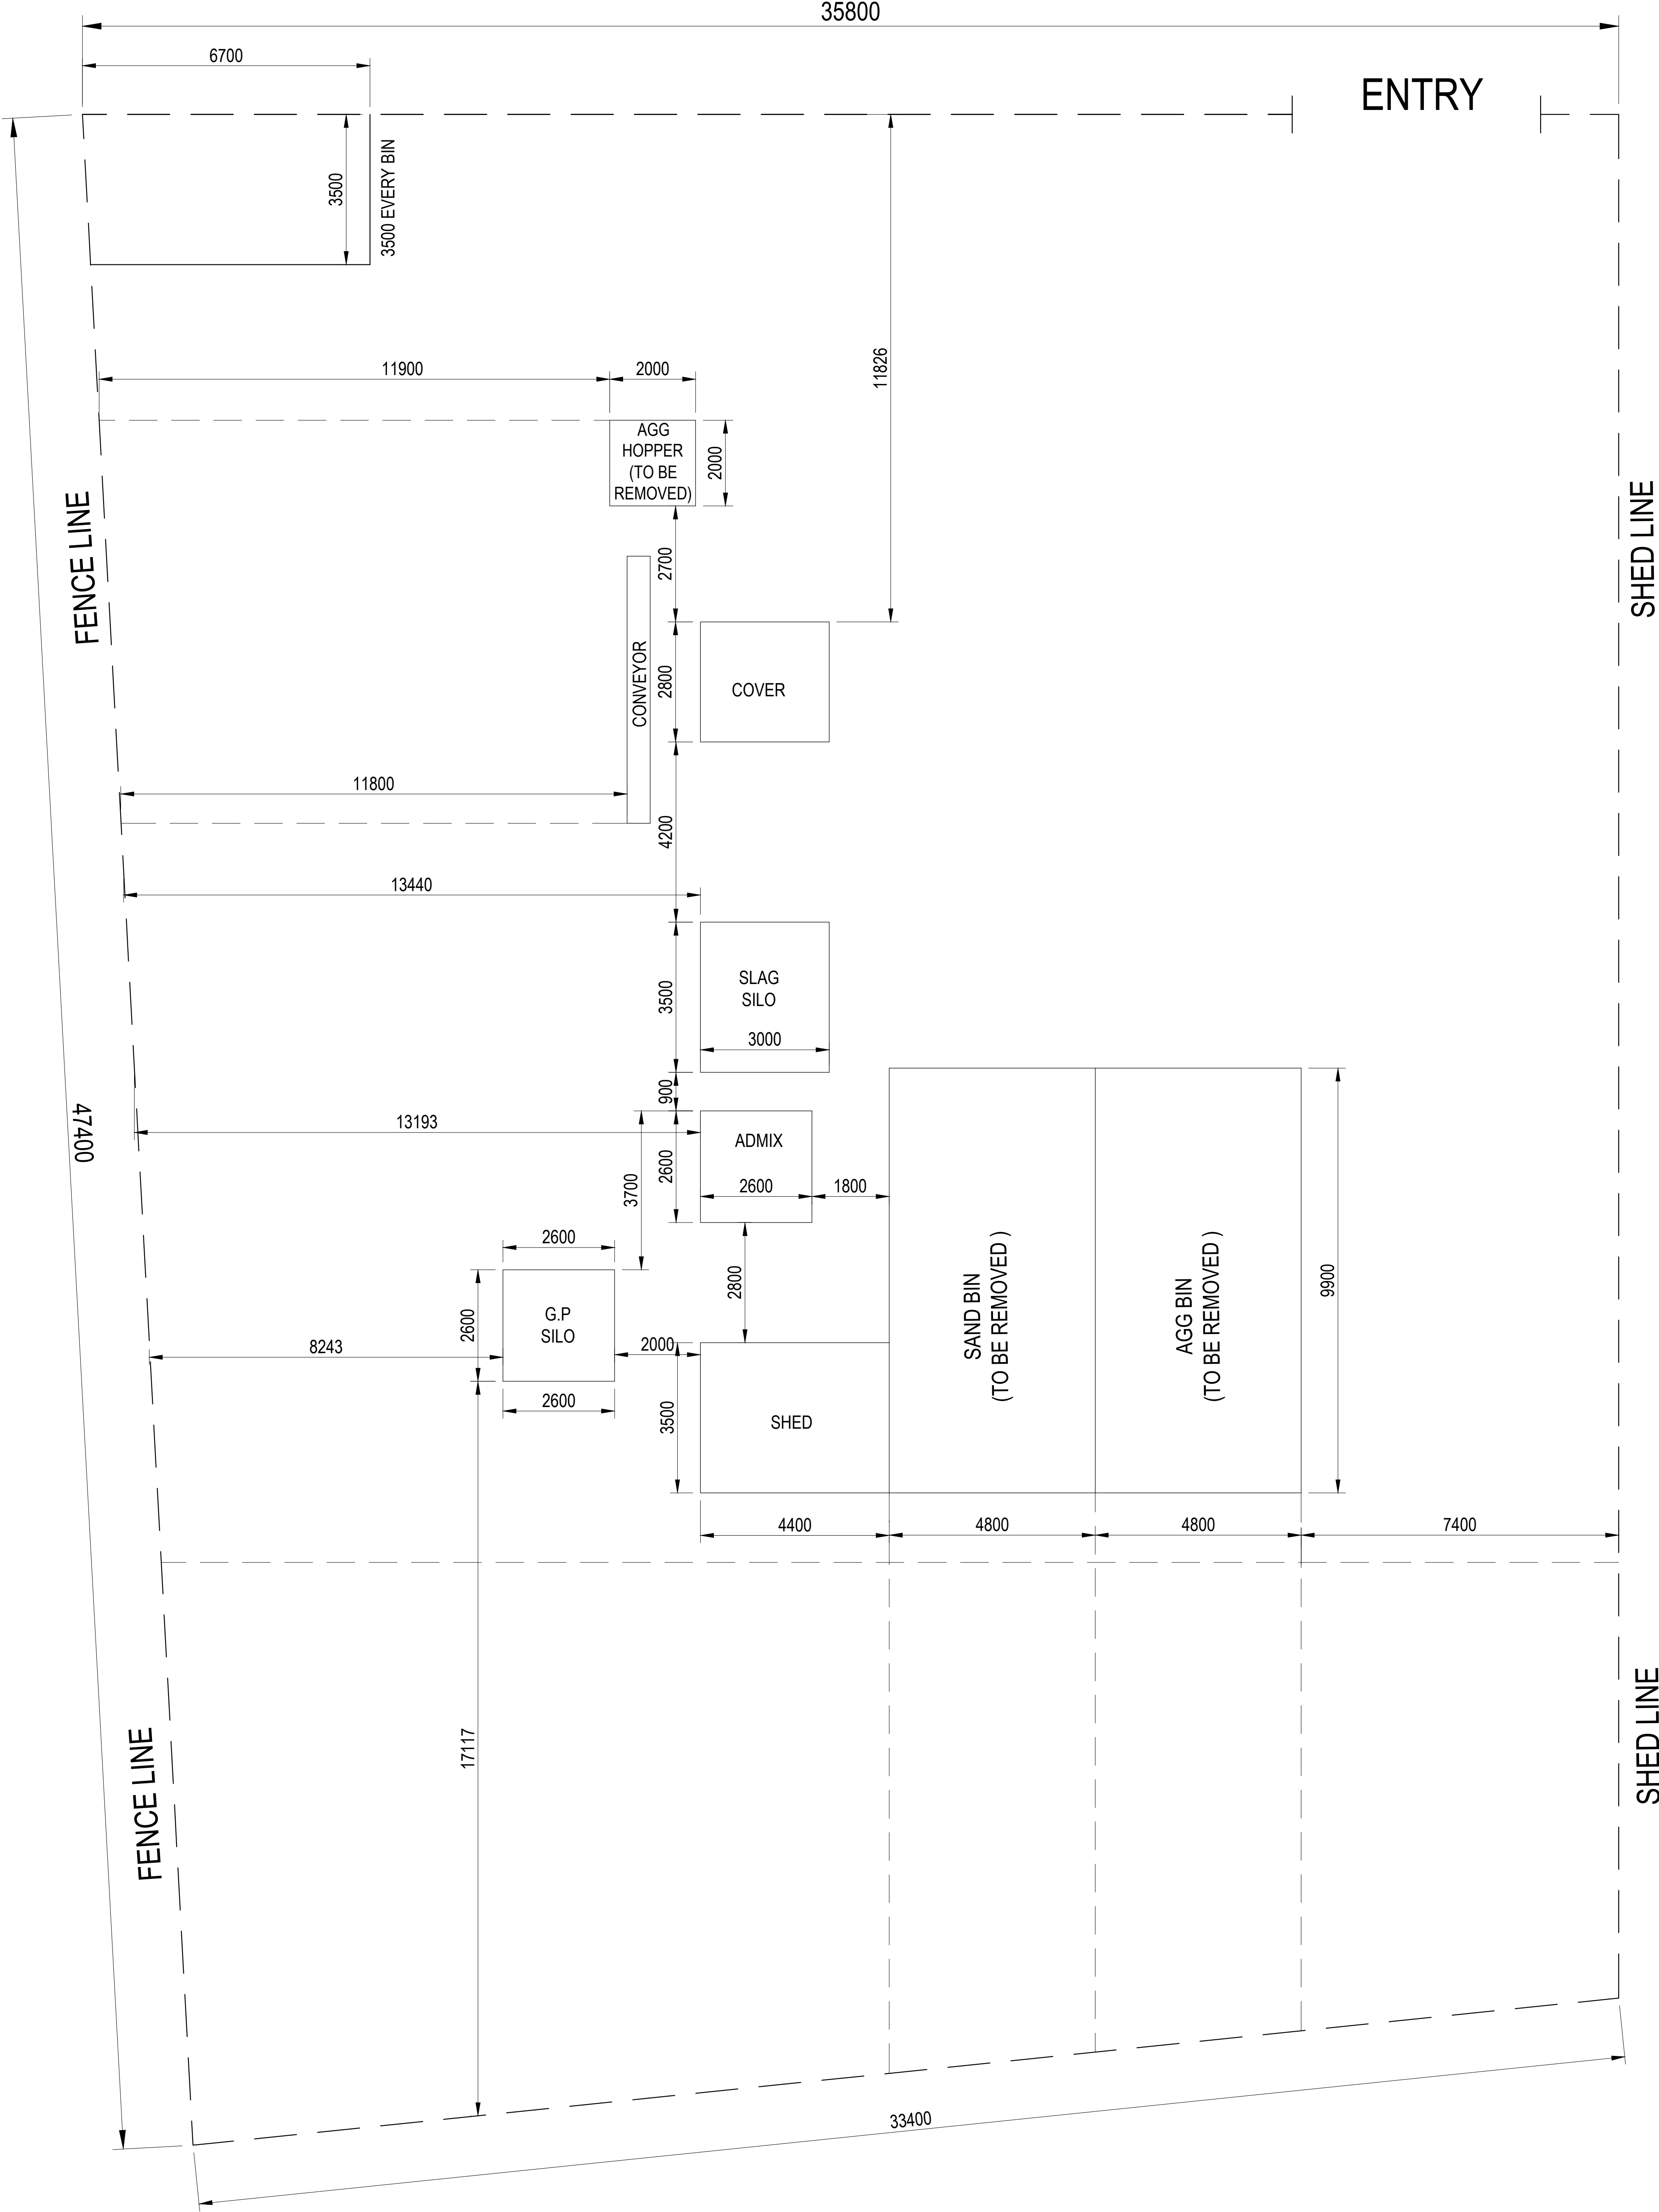 35800
6700
ENTRY
3500
3500 EVERY BIN
11826
11900
2000
AGG
HOPPER
(TO BE
REMOVED)
2000
FENCE LINE
SHED LINE
2700
CONVEYOR
2800
COVER
11800
4200
13440
SLAG
SILO
3500
3000
900
47400
13193
ADMIX
2600
3700
2600
1800
2600
2800
SAND BIN
(TO BE REMOVED )
AGG BIN
(TO BE REMOVED )
9900
G.P
SILO
2600
8243
2000
2600
3500
SHED
4400
4800
4800
7400
17117
FENCE LINE
SHED LINE
33400